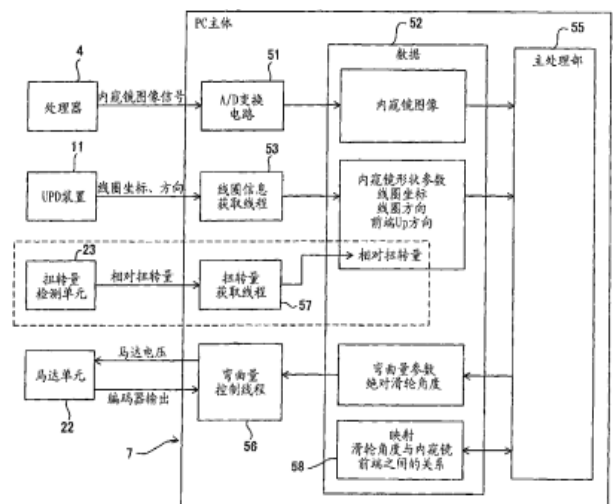 PC主体
4
处理器
内窥镜图像信号
51
A/D变换
电路
52
数据
内窥镜图像
55
主处理部
11
UPD装置
线圈坐标、方向
53
线圈信息
获取线程
内窥镜形状参数
线圈坐标
线圈方向
前端Up方向
23
扭转量
检测单元
相对扭转量
扭转量
获取线程
57
相对扭转量
马达单元
22
马达电压
编码器输出
弯曲量
控制线程
56
弯曲量参数
绝对滑轮角度
7
58
映射
滑轮角度与内窥镜
前端之间的关系